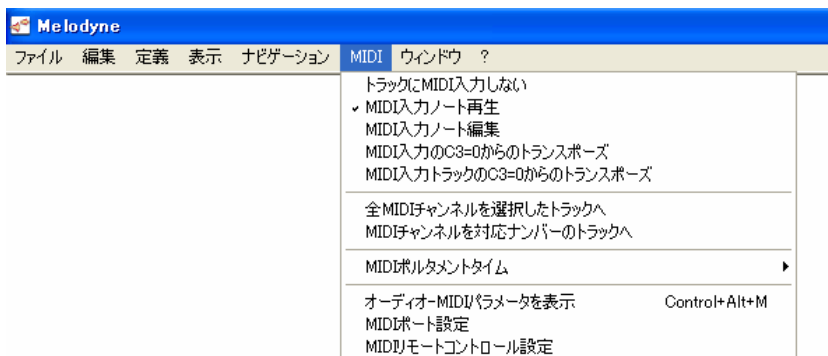 Melodyne
ファイル 編集 定義 表示 ナビゲーション MIDI ウィンドウ ?
トラックにMIDI入力しない
✓ MIDI入力ノート再生
MIDI入力ノート編集
MIDI入力のC3=0からのトランスポーズ
MIDI入力トラックのC3=0からのトランスポーズ
全MIDIチャンネルを選択したトラックへ
MIDIチャンネルを対応ナンバーのトラックへ
MIDIポルタメントタイム
オーディオ-MIDIパラメータを表示 Control+Alt+M
MIDIポート設定
MIDIリモートコントロール設定